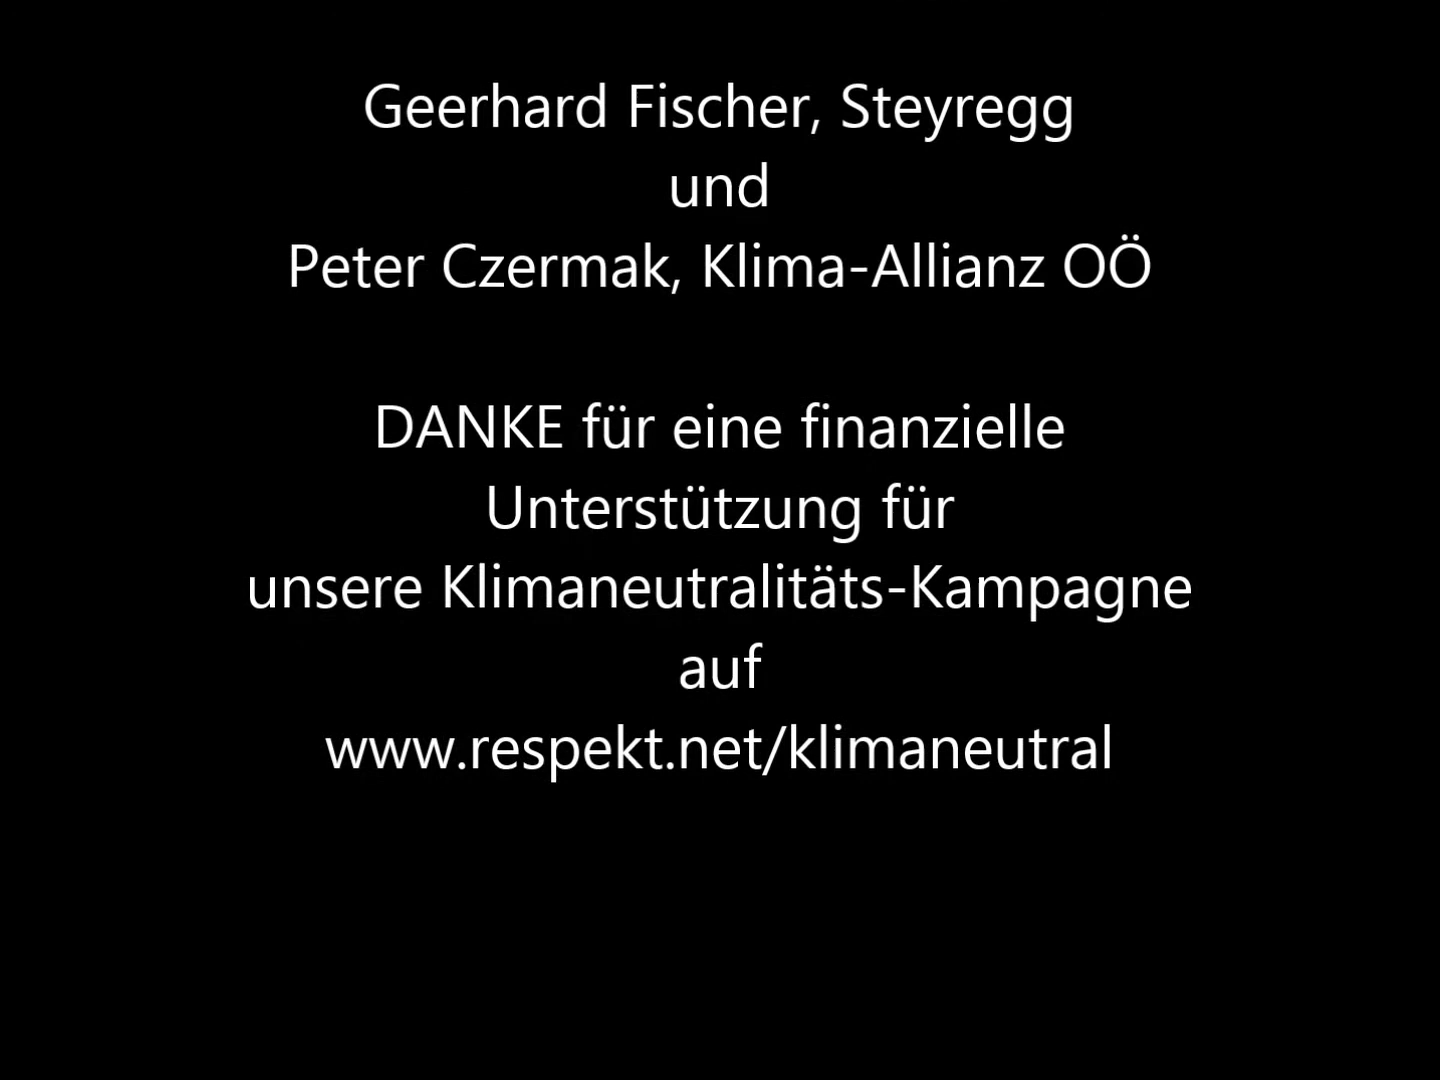 Geerhard Fischer, Steyregg
und
Peter Czermak, Klima-Allianz OÖ
DANKE für eine finanzielle
Unterstützung für
unsere Klimaneutralitäts-Kampagne
auf
www.respekt.net/klimaneutral